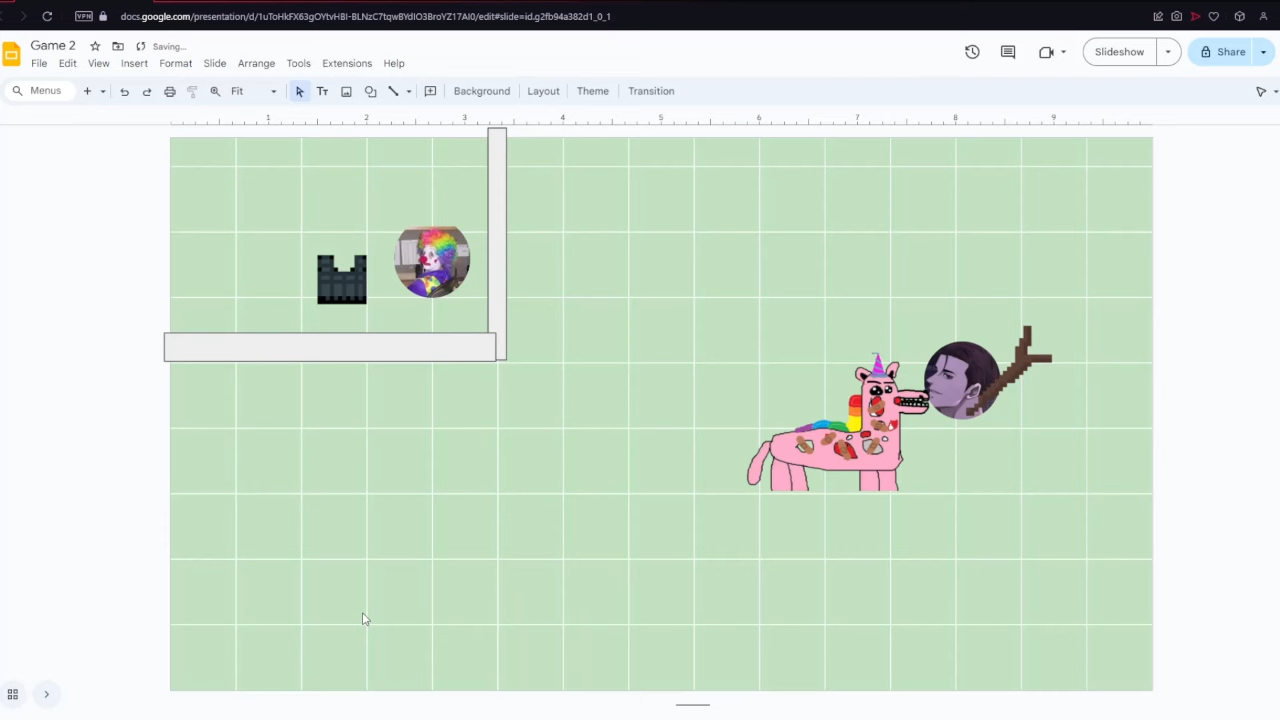 VPN docs.google.com/presentation/d/1uToHkFX63gOYtvHBI-BLNzC7tqwBYdIO3BroYZ17AI0/edit#slide=id.g2fb94a382d1_0_1
Game 2 Saving...
File Edit View Insert Format Slide Arrange Tools Extensions Help
Slideshow Share
Menus Fit Background Layout Theme Transition
1 2 3 4 5 6 7 8 9